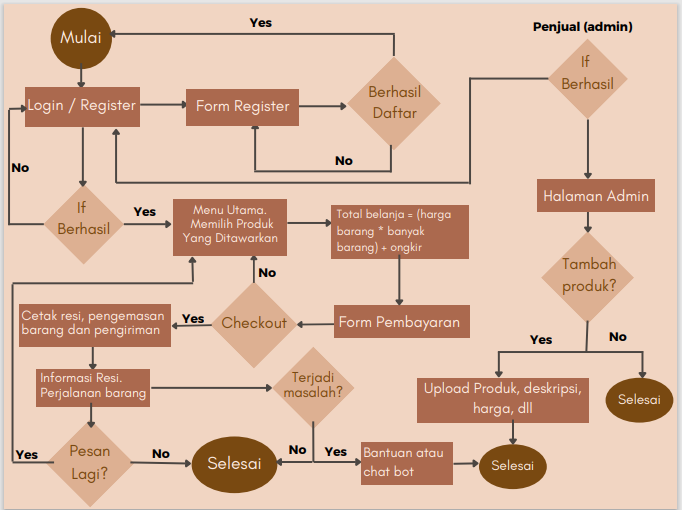 Yes
Penjual (admin)
Mulai
If
Berhasil
Login / Register
Form Register
Berhasil
Daftar
No
No
Halaman Admin
If
Berhasil
Yes
Menu Utama.
Memilih Produk
Yang Ditawarkan
Total belanja = (harga
barang * banyak
barang) + ongkir
Tambah
produk?
No
Cetak resi, pengemasan
barang dan pengiriman
Yes
Checkout
Form Pembayaran
Yes
No
Informasi Resi.
Perjalanan barang
Terjadi
masalah?
Upload Produk, deskripsi,
harga, dll
Selesai
Yes
Pesan
Lagi?
No
Selesai
No
Yes
Bantuan atau
chat bot
Selesai